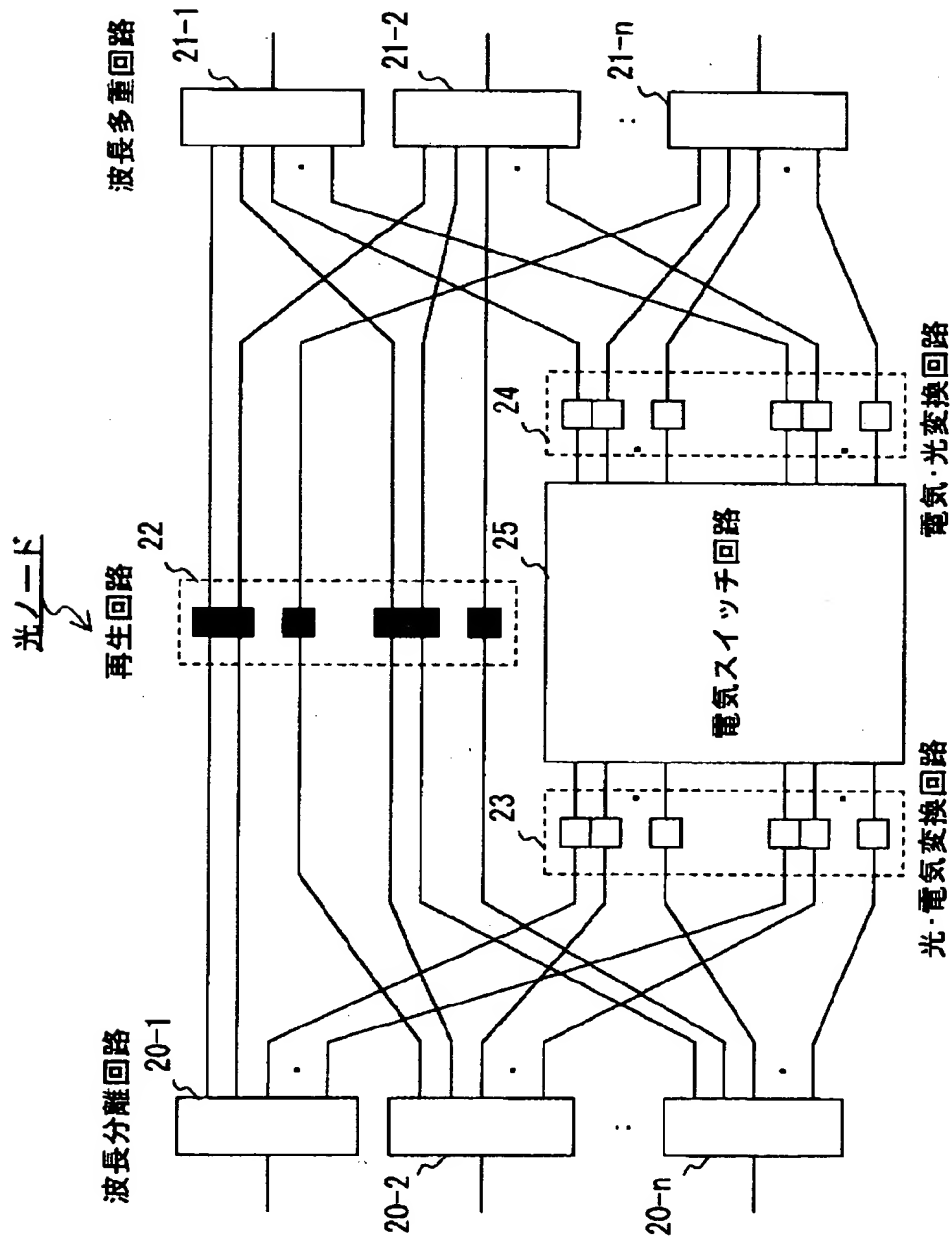 光ノード
波長分離回路
再生回路
波長多重回路
20-1
22
21-1
20-2
21-2
20-n
21-n
23
25
24
電気スイッチ回路
光・電気変換回路
電気・光変換回路